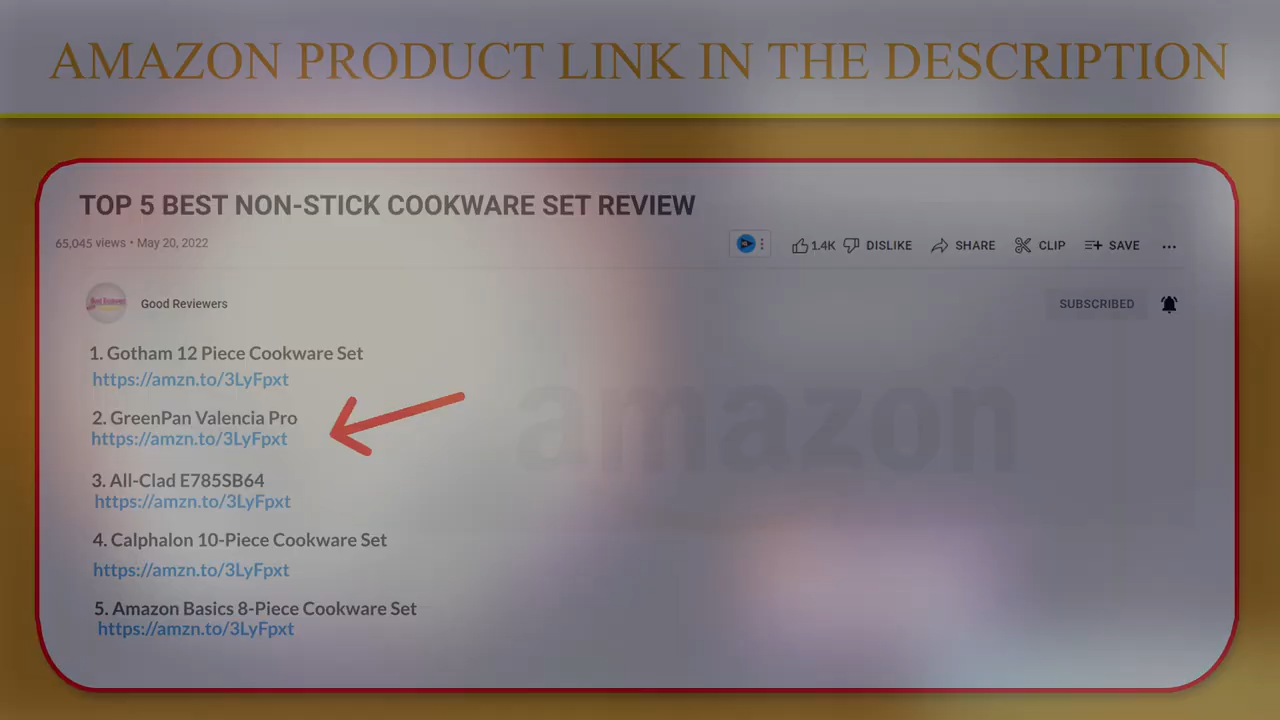 AMAZON PRODUCT LINK IN THE DESCRIPTION
TOP 5 BEST NON-STICK COOKWARE SET REVIEW
65,045 views • May 20, 2022
1.4K DISLIKE SHARE CLIP SAVE ...
Good Reviewers
SUBSCRIBED
1. Gotham 12 Piece Cookware Set
https://amzn.to/3LyFpxt
2. GreenPan Valencia Pro
https://amzn.to/3LyFpxt
amazon
3. All-Clad E785SB64
https://amzn.to/3LyFpxt
4. Calphalon 10-Piece Cookware Set
https://amzn.to/3LyFpxt
5. Amazon Basics 8-Piece Cookware Set
https://amzn.to/3LyFpxt